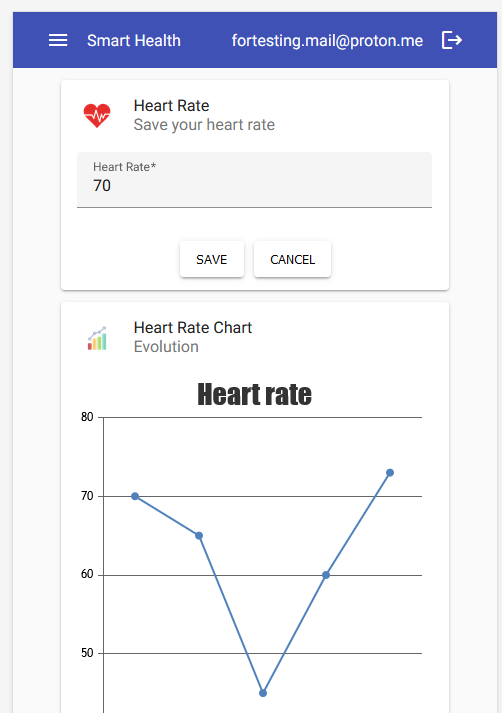 Smart Health fortesting.mail@proton.me
Heart Rate
Save your heart rate
Heart Rate*
70
SAVE CANCEL
Heart Rate Chart
Evolution
Heart rate
80
70
60
50